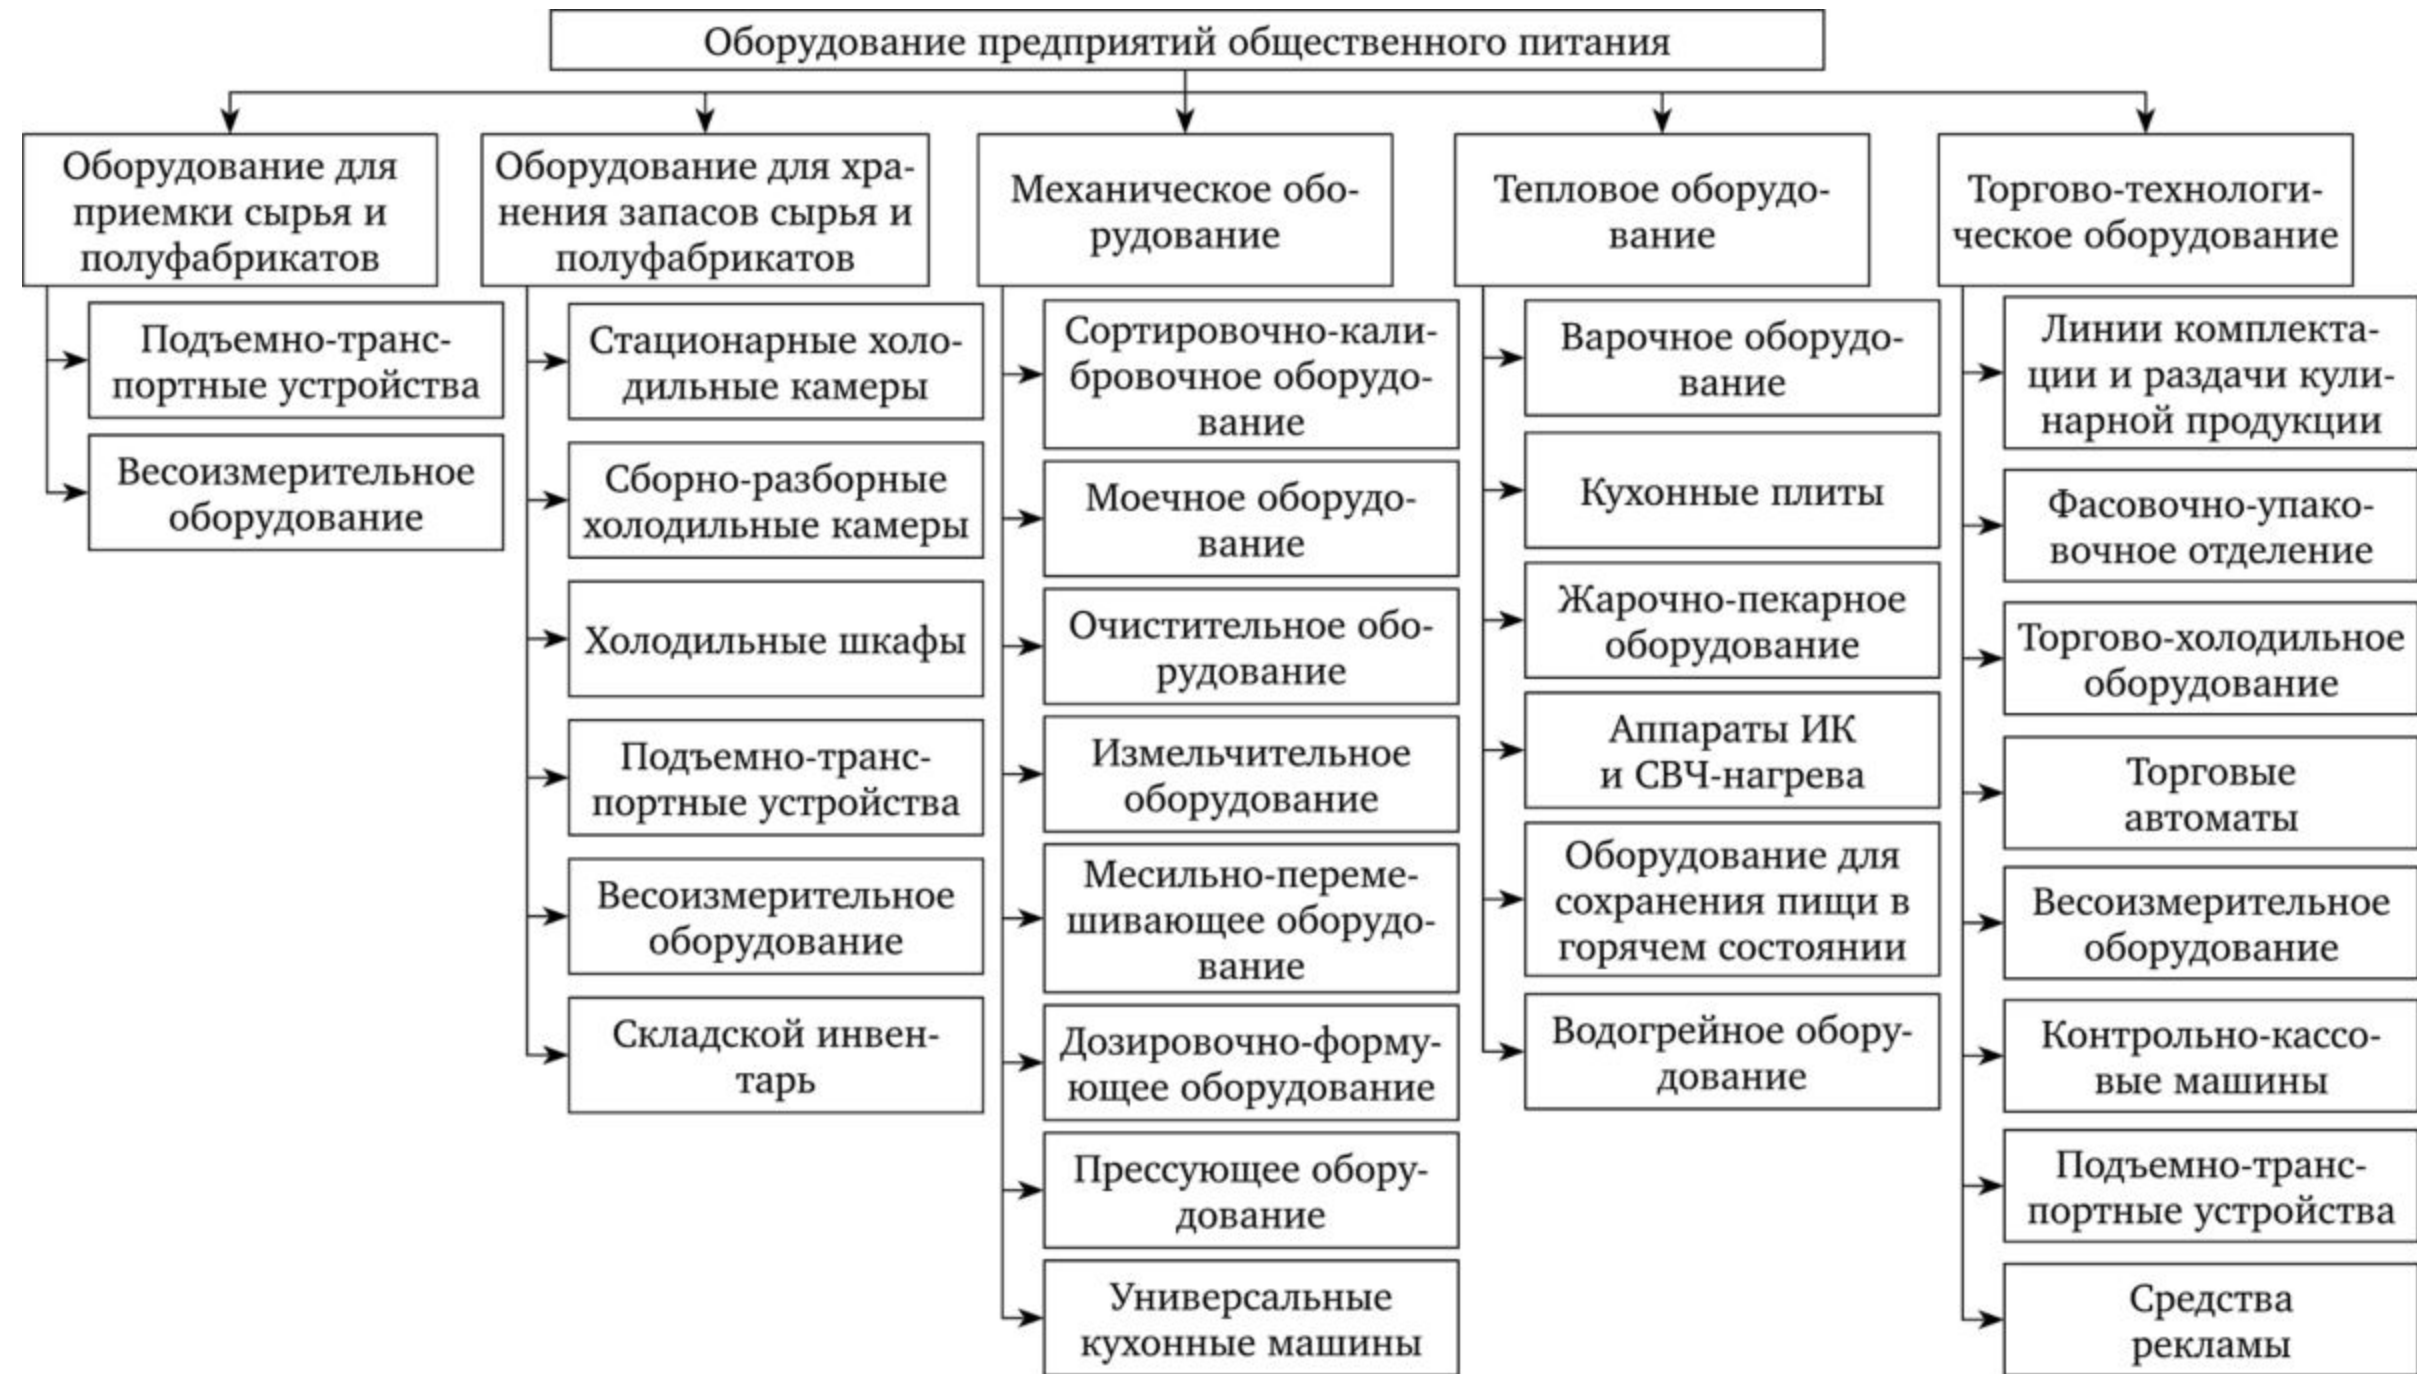 Оборудование предприятий общественного питания
Оборудование для
приемки сырья и
полуфабрикатов
Подъемно-транс-
портные устройства
Весоизмерительное
оборудование
Оборудование для хра-
нения запасов сырья и
полуфабрикатов
Стационарные холо-
дильные камеры
Сборно-разборные
холодильные камеры
Холодильные шкафы
Подъемно-транс-
портные устройства
Весоизмерительное
оборудование
Складской инвен-
тарь
Механическое обо-
рудование
Сортировочно-кали-
бровочное оборудо-
вание
Моечное оборудо-
вание
Очистительное обо-
рудование
Измельчительное
оборудование
Месильно-переме-
шивающее оборудо-
вание
Дозировочно-форму-
ющее оборудование
Прессующее обору-
дование
Универсальные
кухонные машины
Тепловое оборудо-
вание
Варочное оборудо-
вание
Кухонные плиты
Жарочно-пекарное
оборудование
Аппараты ИК
и СВЧ-нагрева
Оборудование для
сохранения пищи в
горячем состоянии
Водогрейное обору-
дование
Торгово-технологи-
ческое оборудование
Линии комплекта-
ции и раздачи кули-
нарной продукции
Фасовочно-упако-
вочное отделение
Торгово-холодильное
оборудование
Торговые
автоматы
Весоизмерительное
оборудование
Контрольно-кассо-
вые машины
Подъемно-транс-
портные устройства
Средства
рекламы